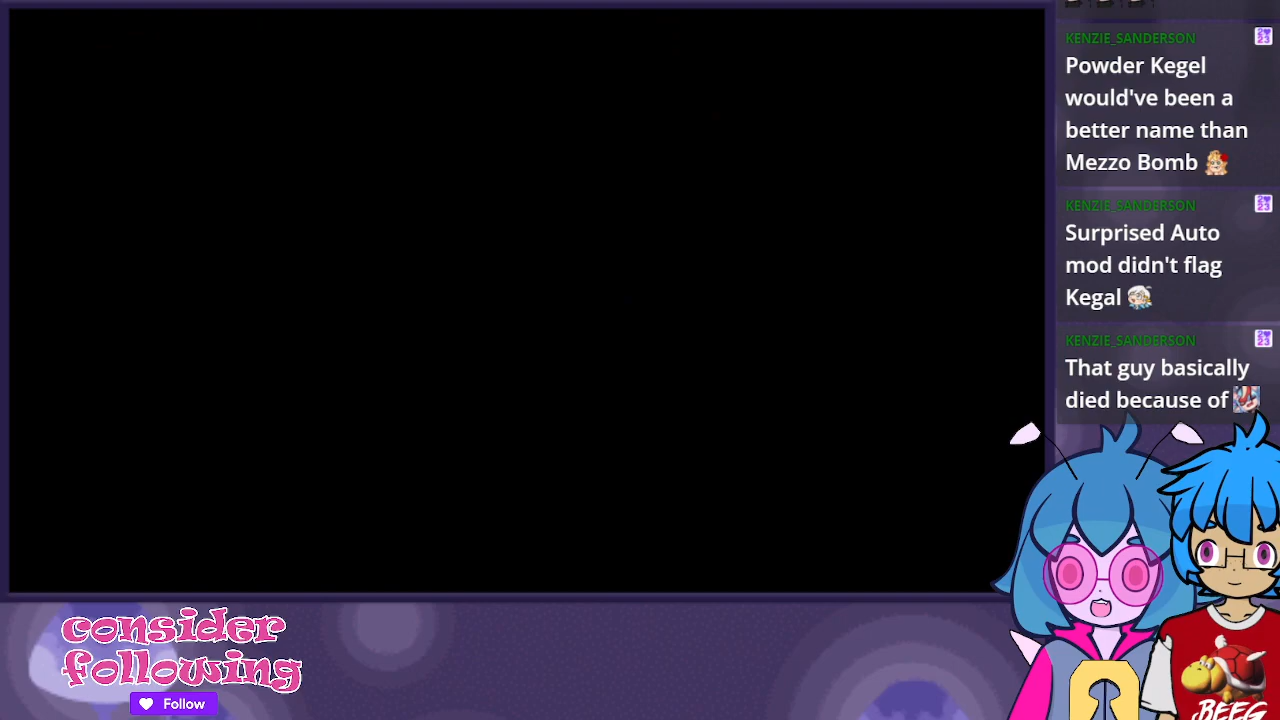 KENZIE_SANDERSON
Powder Kegel
would've been a
better name than
Mezzo Bomb
KENZIE_SANDERSON
Surprised Auto
mod didn't flag
Kegal
KENZIE_SANDERSON
That guy basically
died because of
consider
following
Follow
BEEG